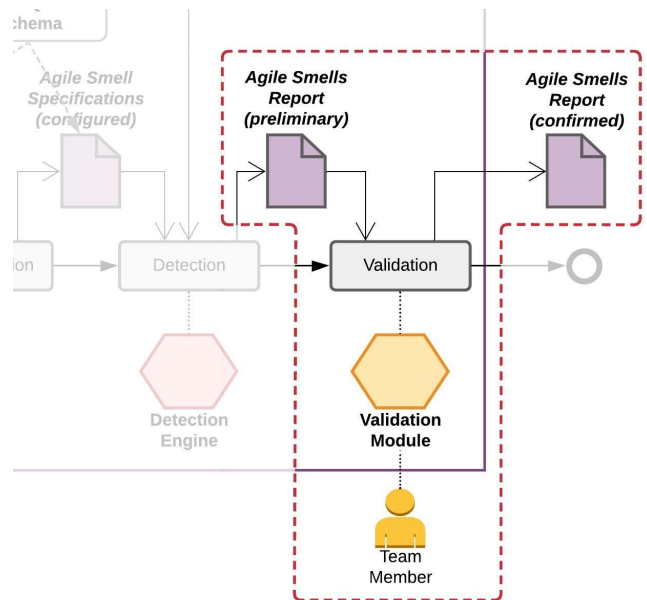 chema
Agile Smell
Specifications
(configured)
Agile Smells
Report
(preliminary)
Agile Smells
Report
(confirmed)
ion
Detection
Validation
Detection
Engine
Validation
Module
Team
Member